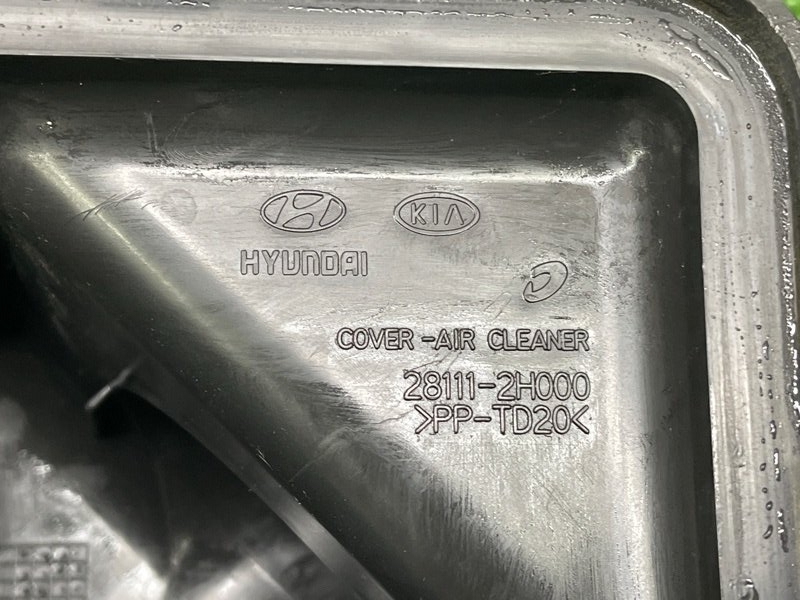 KIA
HYUNDAI
COVER-AIR CLEANER
28111-2H000
>PP-TD20<